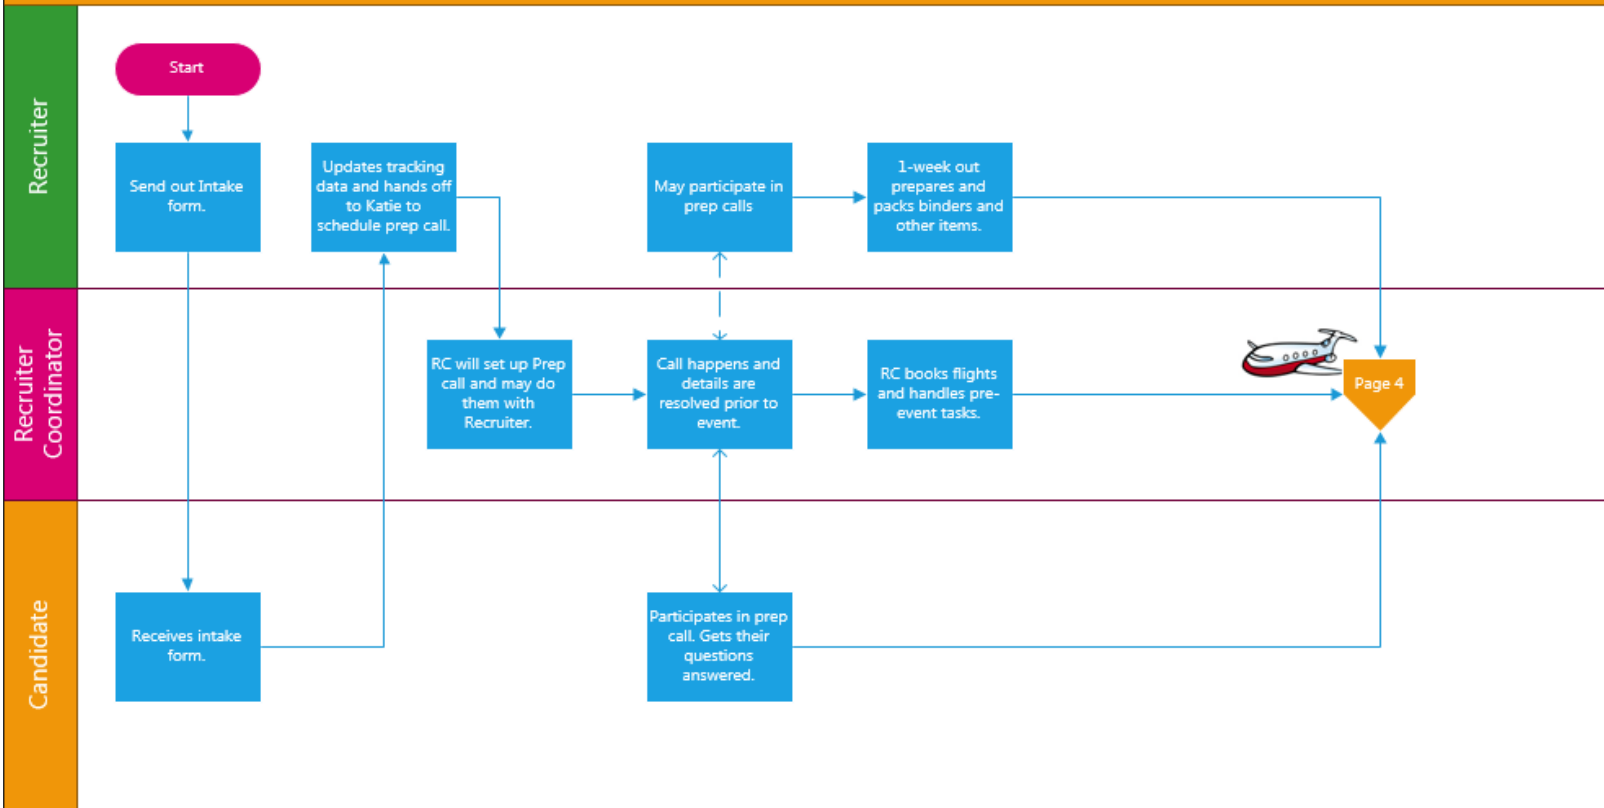 Recruiter
Start
Send out Intake
form.
Updates tracking
data and hands off
to Katie to
schedule prep call.
May participate in
prep calls
1-week out
prepares and
packs binders and
other items.
Recruiter
Coordinator
RC will set up Prep
call and may do
them with
Recruiter.
Call happens and
details are
resolved prior to
event.
RC books flights
and handles pre-
event tasks.
Page 4
Candidate
Receives intake
form.
Participates in prep
call. Gets their
questions
answered.